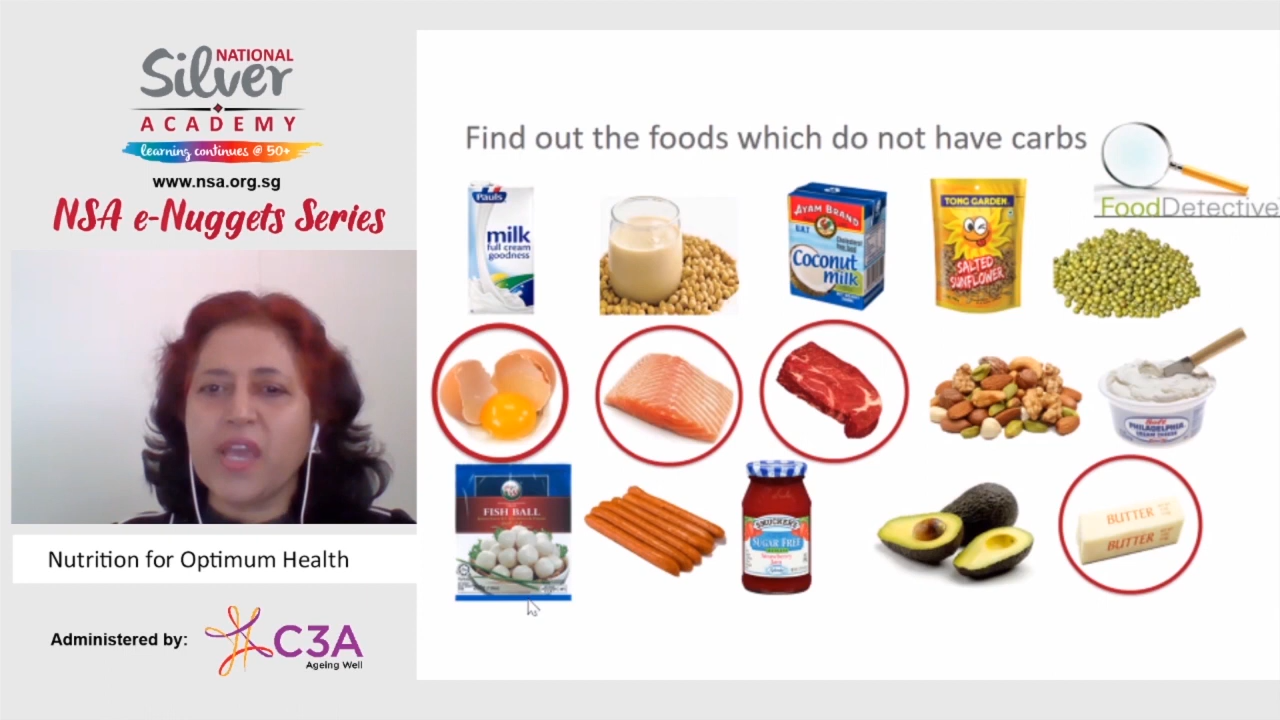 NATIONAL
Silver
ACADEMY
learning continues @ 50+
www.nsa.org.sg
NSA e-Nuggets Series
Nutrition for Optimum Health
Administered by:
C3A
Ageing Well
Find out the foods which do not have carbs
FoodDetective
Pauls
milk
full cream
goodness
AYAM BRAND
U.H.T.
Coconut
milk
TONG GARDEN
SALTED
SUNFLOWER
PHILADELPHIA
CREAM CHEESE
FISH BALL
SMUCKER'S
SUGAR FREE
BUTTER
BUTTER